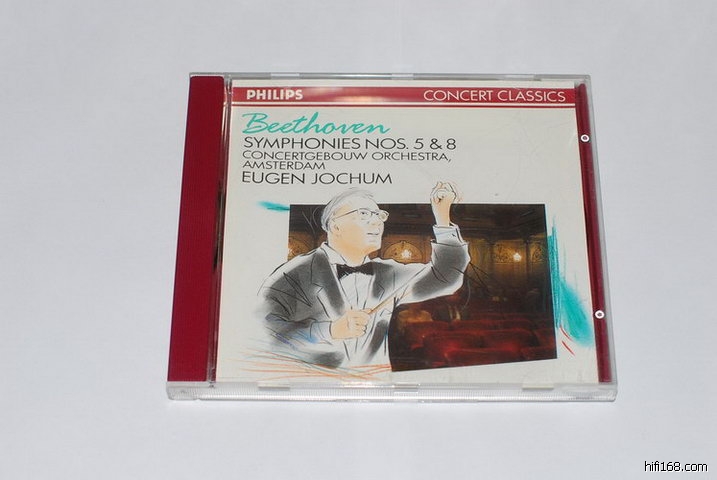 PHILIPS CONCERT CLASSICS
Beethoven
SYMPHONIES NOS. 5 & 8
CONCERTGEBOUW ORCHESTRA,
AMSTERDAM
EUGEN JOCHUM
hifi168.com